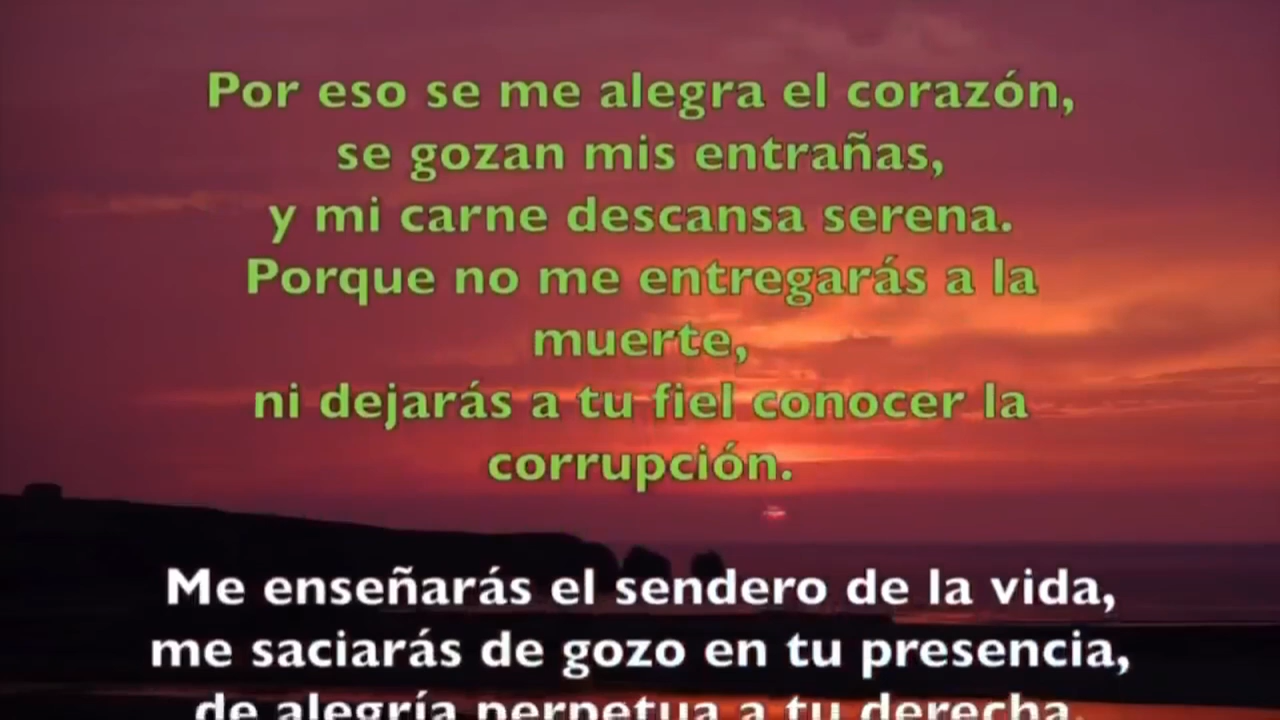 Por eso se me alegra el corazón,
se gozan mis entrañas,
y mi carne descansa serena.
Porque no me entregarás a la
muerte,
ni dejarás a tu fiel conocer la
corrupción.
Me enseñarás el sendero de la vida,
me saciarás de gozo en tu presencia,
de alegría perpetua a tu derecha.